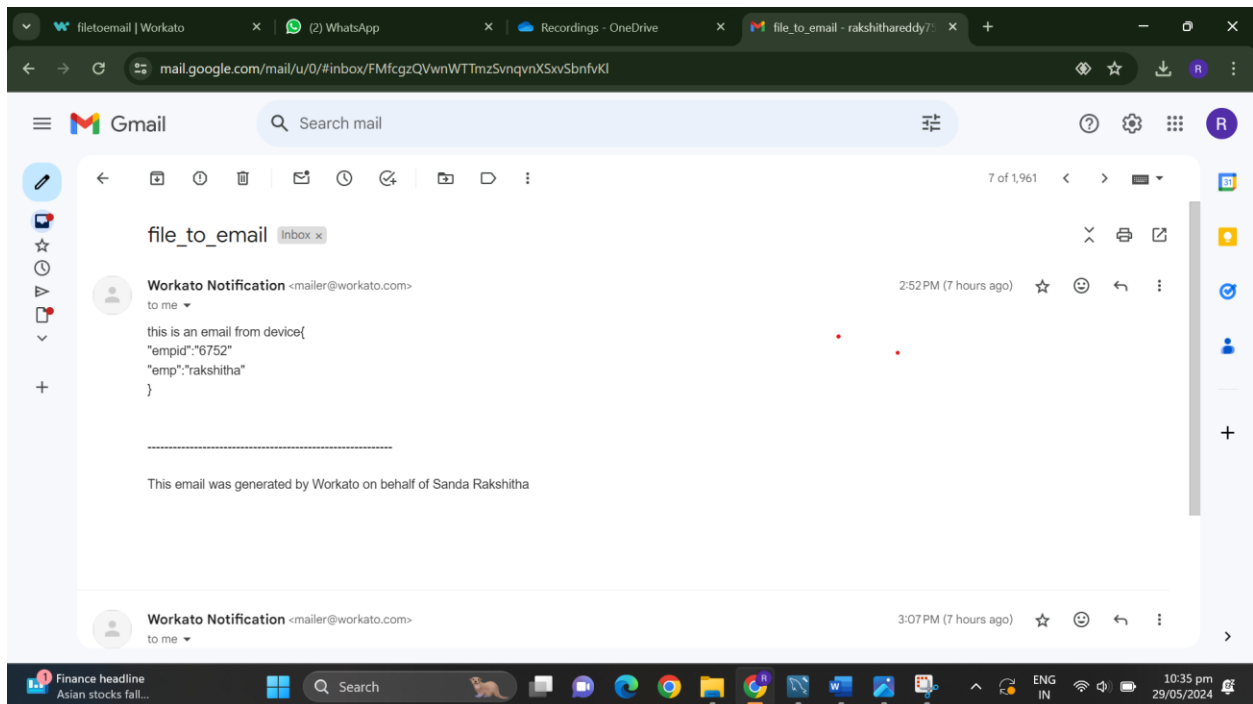 filetoemail | Workato
(2) WhatsApp
Recordings - OneDrive
file_to_email - rakshithareddy75
mail.google.com/mail/u/0/#inbox/FMfcgzQVwnWTTmzSvnqvnXSxvSbnfvKl
R
Gmail
Search mail
R
7 of 1,961
31
file_to_email Inbox x
Workato Notification <mailer@workato.com>
2:52 PM (7 hours ago)
to me
this is an email from device{
"empid":"6752"
"emp":"rakshitha"
}
----------------------------------------------------------
This email was generated by Workato on behalf of Sanda Rakshitha
Workato Notification <mailer@workato.com>
3:07 PM (7 hours ago)
to me
1
Finance headline
Asian stocks fall...
Search
R
W
ENG
IN
10:35 pm
29/05/2024